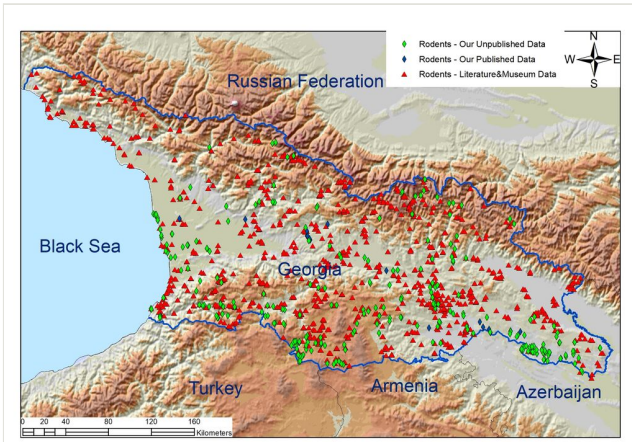 N
W E
S
Rodents - Our Unpublished Data
Rodents - Our Published Data
Rodents - Literature&Museum Data
Russian Federation
Black Sea
Georgia
Turkey
Armenia
Azerbaijan
0 20 40 80 120 160
Kilometers